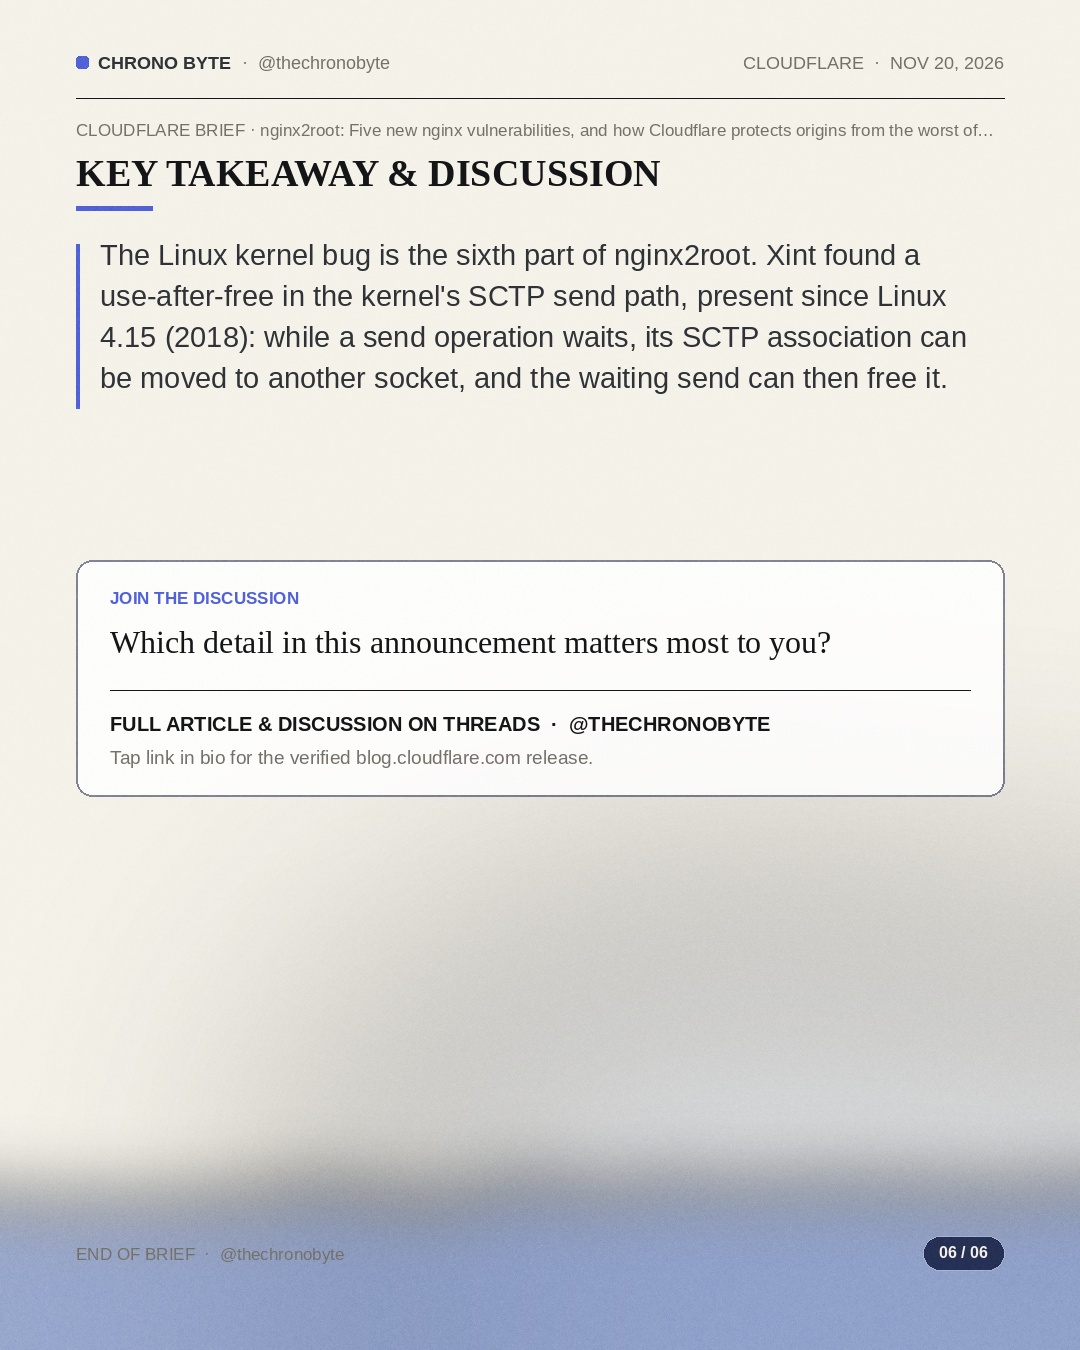 CHRONO BYTE · @thechronobyte
CLOUDFLARE · NOV 20, 2026
CLOUDFLARE BRIEF · nginx2root: Five new nginx vulnerabilities, and how Cloudflare protects origins from the worst of…
KEY TAKEAWAY & DISCUSSION
The Linux kernel bug is the sixth part of nginx2root. Xint found a
use-after-free in the kernel's SCTP send path, present since Linux
4.15 (2018): while a send operation waits, its SCTP association can
be moved to another socket, and the waiting send can then free it.
JOIN THE DISCUSSION
Which detail in this announcement matters most to you?
FULL ARTICLE & DISCUSSION ON THREADS · @THECHRONOBYTE
Tap link in bio for the verified blog.cloudflare.com release.
END OF BRIEF · @thechronobyte
06 / 06